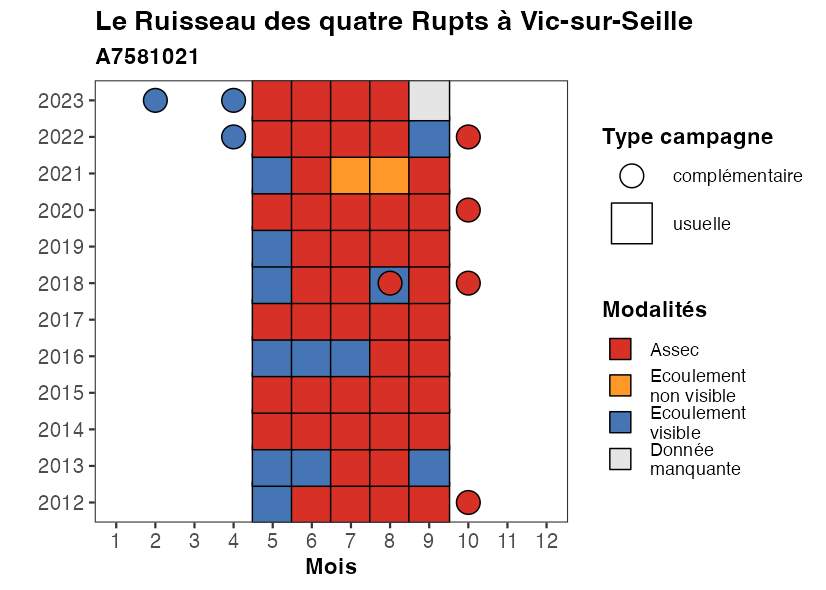 Le Ruisseau des quatre Rupts à Vic-sur-Seille
A7581021
2023
2022
2021
2020
2019
2018
2017
2016
2015
2014
2013
2012
1 2 3 4 5 6 7 8 9 10 11 12
Mois
Type campagne
complémentaire
usuelle
Modalités
Assec
Ecoulement
non visible
Ecoulement
visible
Donnée
manquante